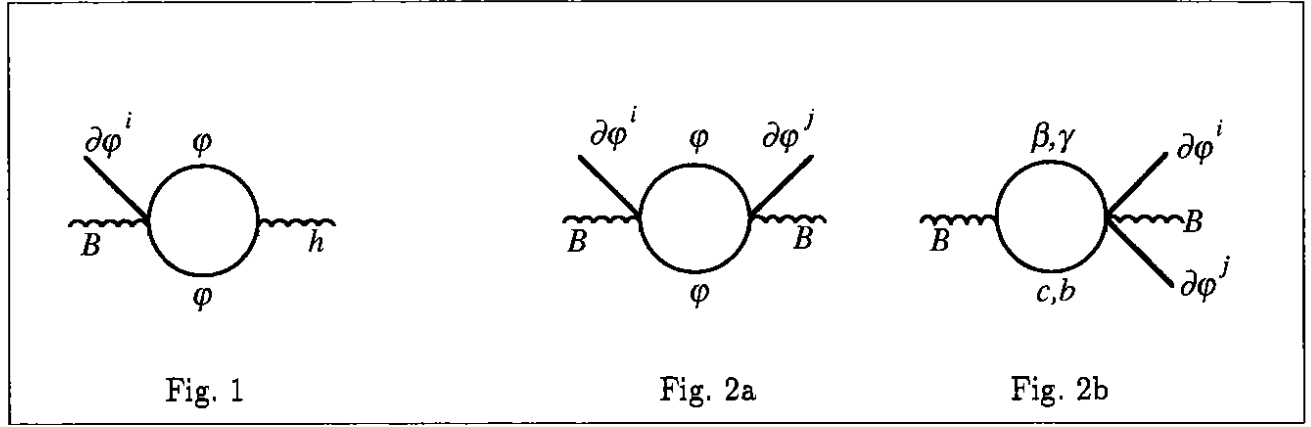 ∂φ^i φ
B h
φ
Fig. 1
∂φ^i φ ∂φ^j
B B
φ
Fig. 2a
β,γ ∂φ^i
B B
c,b ∂φ^j
Fig. 2b